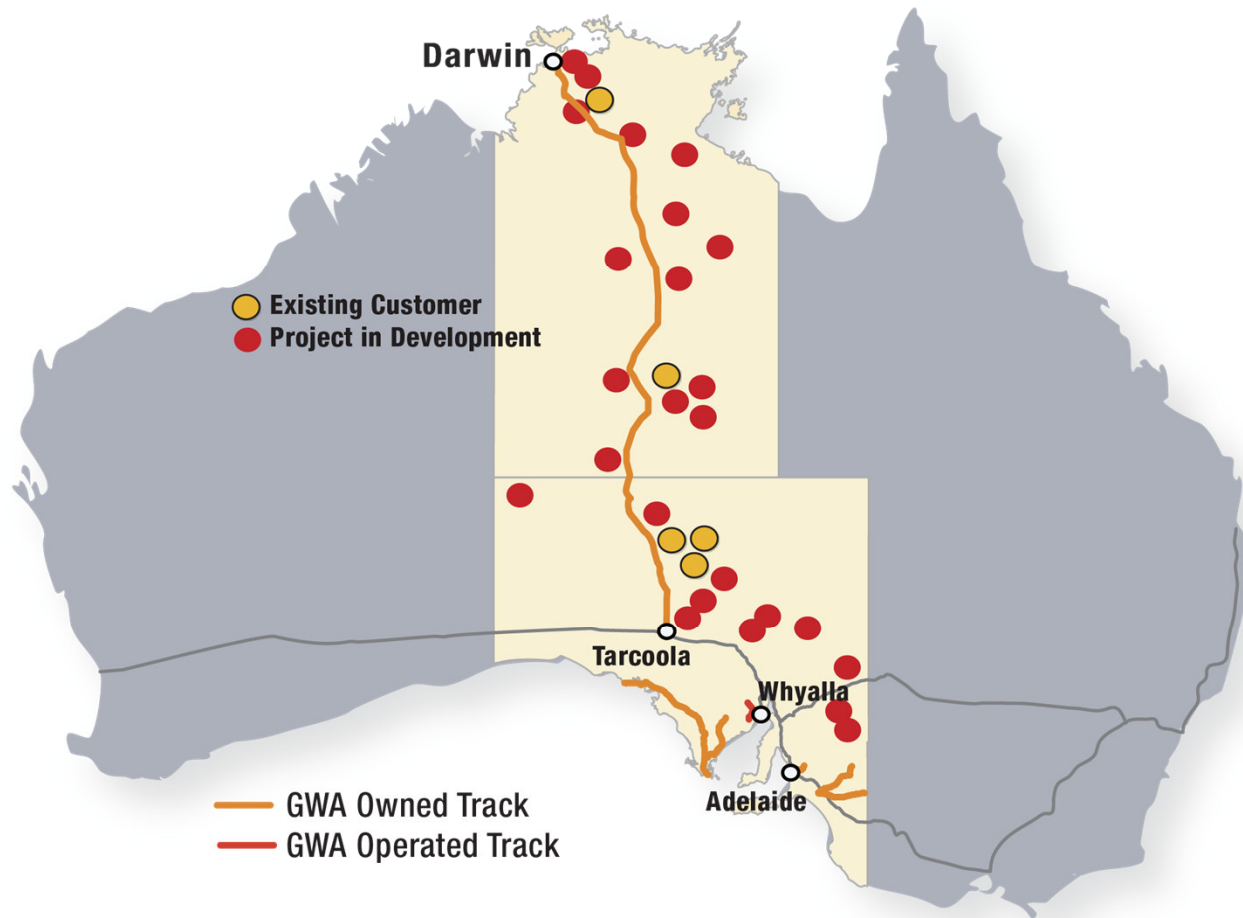 Darwin
Existing Customer
Project in Development
Tarcoola
Whyalla
Adelaide
GWA Owned Track
GWA Operated Track